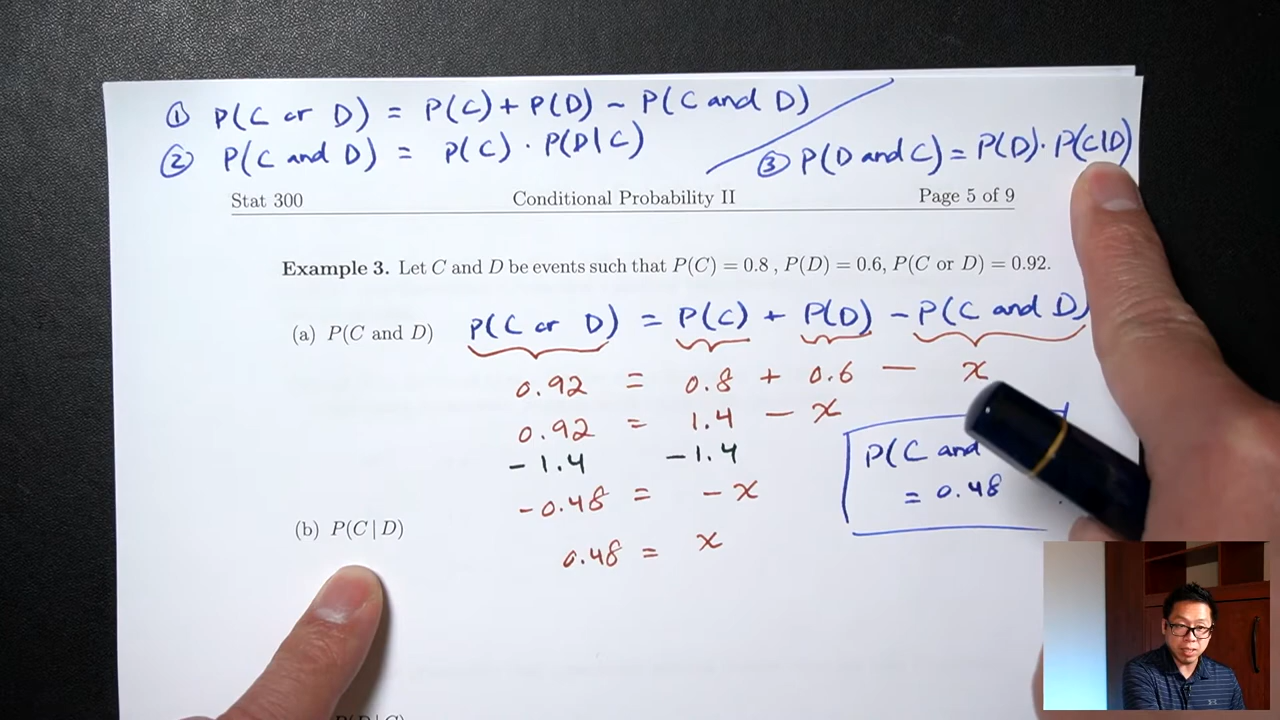 ① P(C or D) = P(C) + P(D) − P(C and D)
② P(C and D) = P(C) · P(D|C)
③ P(D and C) = P(D) · P(C|D)
Stat 300 Conditional Probability II Page 5 of 9
Example 3. Let C and D be events such that P(C) = 0.8 , P(D) = 0.6, P(C or D) = 0.92.
(a) P(C and D) P(C or D) = P(C) + P(D) − P(C and D)
0.92 = 0.8 + 0.6 − x
0.92 = 1.4 − x
−1.4 −1.4
P(C and
= 0.48
−0.48 = −x
(b) P(C | D)
0.48 = x